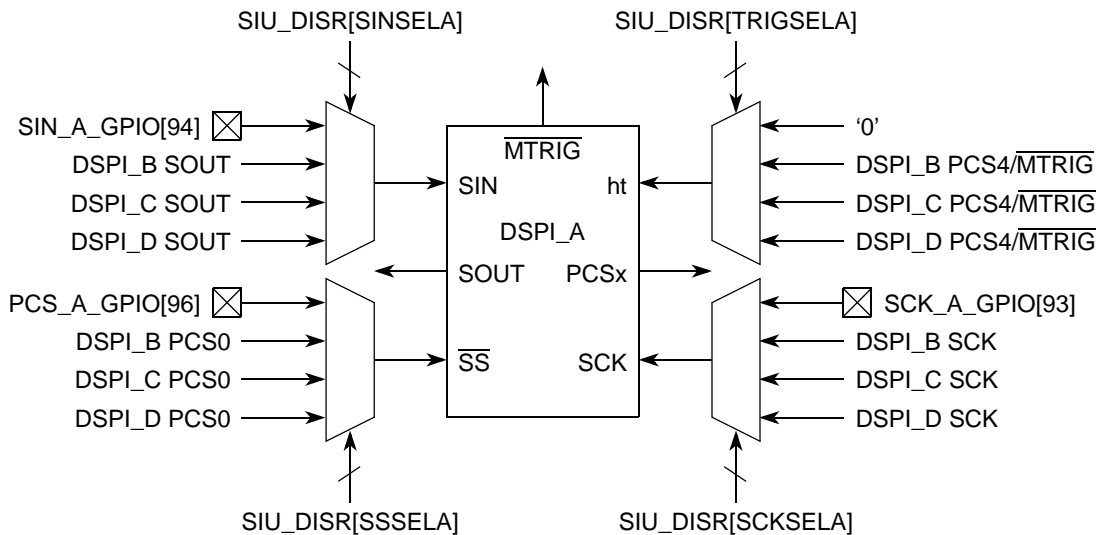 SIU_DISR[SINSELA]
SIU_DISR[TRIGSELA]
SIN_A_GPIO[94]
DSPI_B SOUT
DSPI_C SOUT
DSPI_D SOUT
PCS_A_GPIO[96]
DSPI_B PCS0
DSPI_C PCS0
DSPI_D PCS0
MTRIG
SIN
ht
DSPI_A
SOUT
PCSx
SS
SCK
‘0’
DSPI_B PCS4/MTRIG
DSPI_C PCS4/MTRIG
DSPI_D PCS4/MTRIG
SCK_A_GPIO[93]
DSPI_B SCK
DSPI_C SCK
DSPI_D SCK
SIU_DISR[SSSELA]
SIU_DISR[SCKSELA]